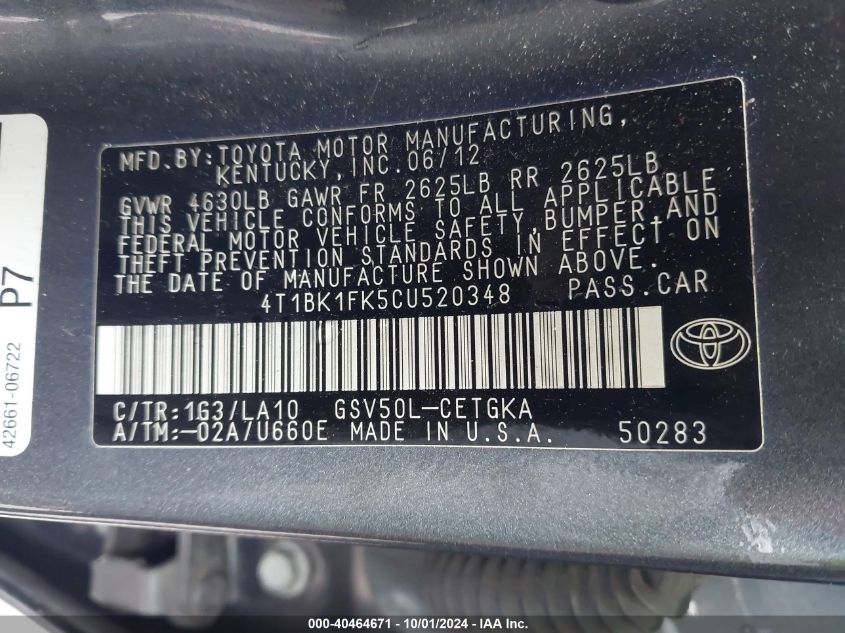 MFD.BY:TOYOTA MOTOR MANUFACTURING,
KENTUCKY, INC. 06/12
GVWR 4630LB GAWR FR 2625LB RR 2625LB
THIS VEHICLE CONFORMS TO ALL APPLICABLE
FEDERAL MOTOR VEHICLE SAFETY,BUMPER,AND
THEFT PREVENTION STANDARDS IN EFFECT ON
THE DATE OF MANUFACTURE SHOWN ABOVE.
4T1BK1FK5CU520348 PASS.CAR
C/TR:1G3/LA10 GSV50L-CETGKA
A/TM:-02A/U660E MADE IN U.S.A. 50283
P7
42661-06722
000-40464671 - 10/01/2024 - IAAI.COM